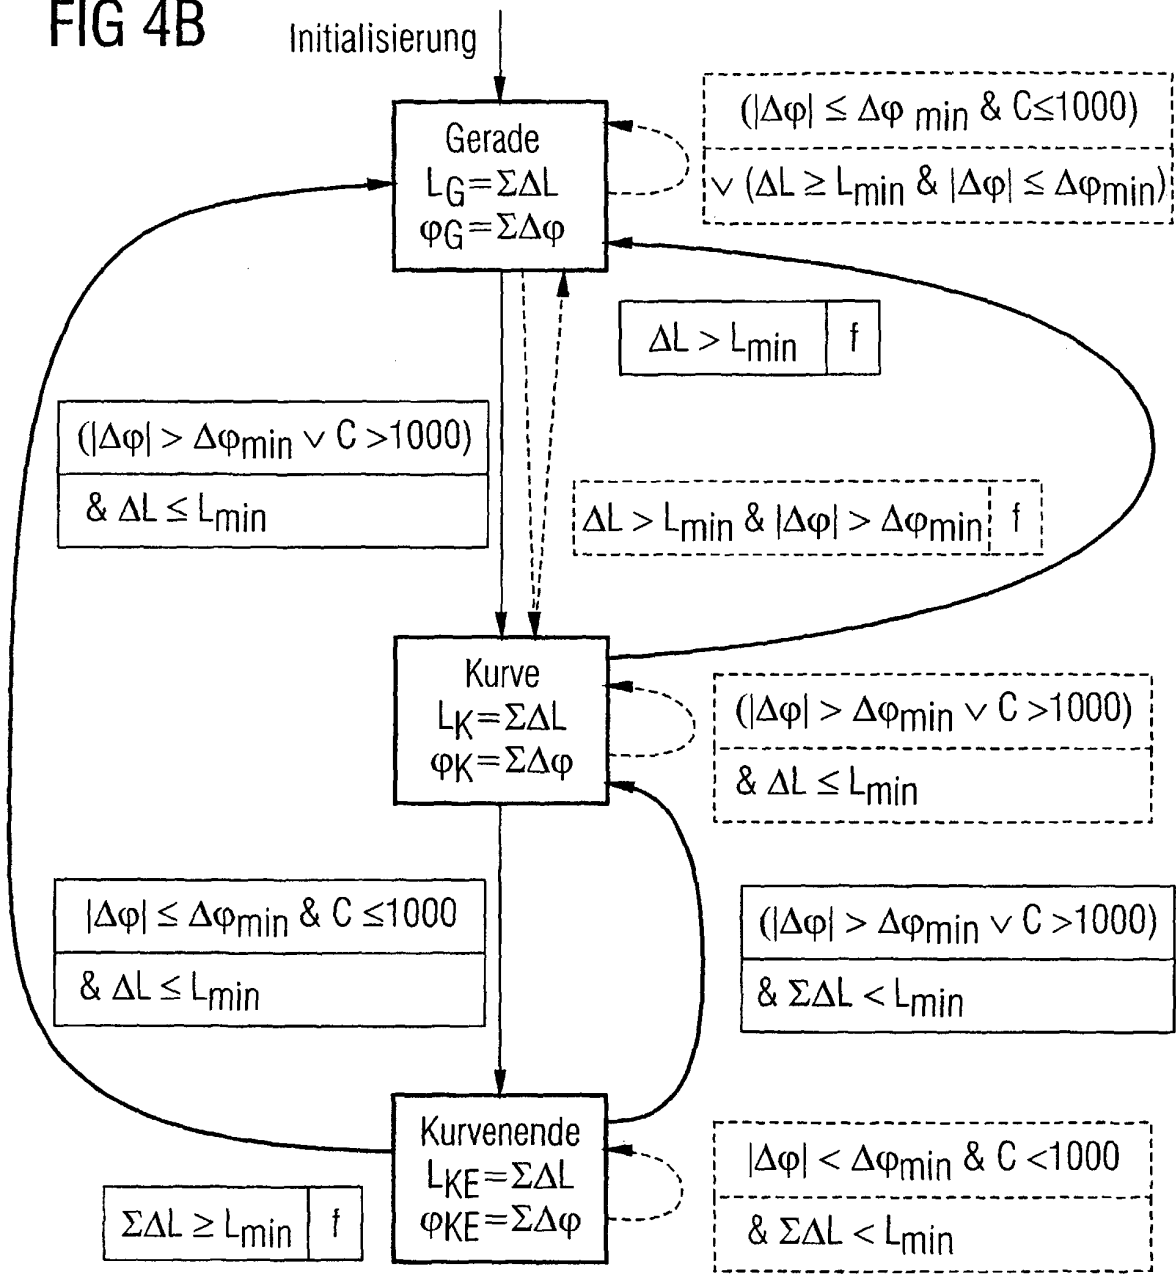 FIG 4B
Initialisierung
Gerade
L_G=ΣΔL
φ_G=ΣΔφ
(|Δφ| ≤ Δφ min & C≤1000)
∨ (ΔL ≥ L_min & |Δφ| ≤ Δφ_min)
ΔL > L_min f
(|Δφ| > Δφ_min ∨ C >1000)
& ΔL ≤ L_min
ΔL > L_min & |Δφ| > Δφ_min f
Kurve
L_K=ΣΔL
φ_K=ΣΔφ
(|Δφ| > Δφ_min ∨ C >1000)
& ΔL ≤ L_min
|Δφ| ≤ Δφ_min & C ≤1000
& ΔL ≤ L_min
(|Δφ| > Δφ_min ∨ C >1000)
& ΣΔL < L_min
Kurvenende
L_KE=ΣΔL
φ_KE=ΣΔφ
|Δφ| < Δφ_min & C <1000
& ΣΔL < L_min
ΣΔL ≥ L_min f